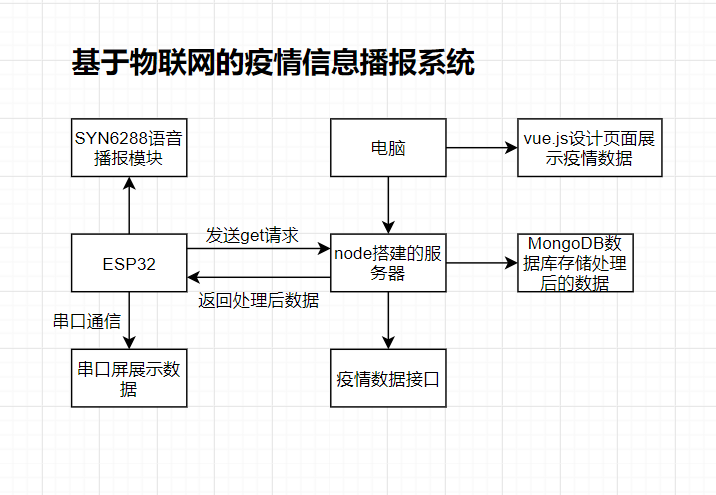 基于物联网的疫情信息播报系统
SYN6288语音
播报模块
电脑
vue.js设计页面展
示疫情数据
发送get请求
ESP32
node搭建的服
务器
MongoDB数
据库存储处理
后的数据
返回处理后数据
串口通信
串口屏展示数
据
疫情数据接口